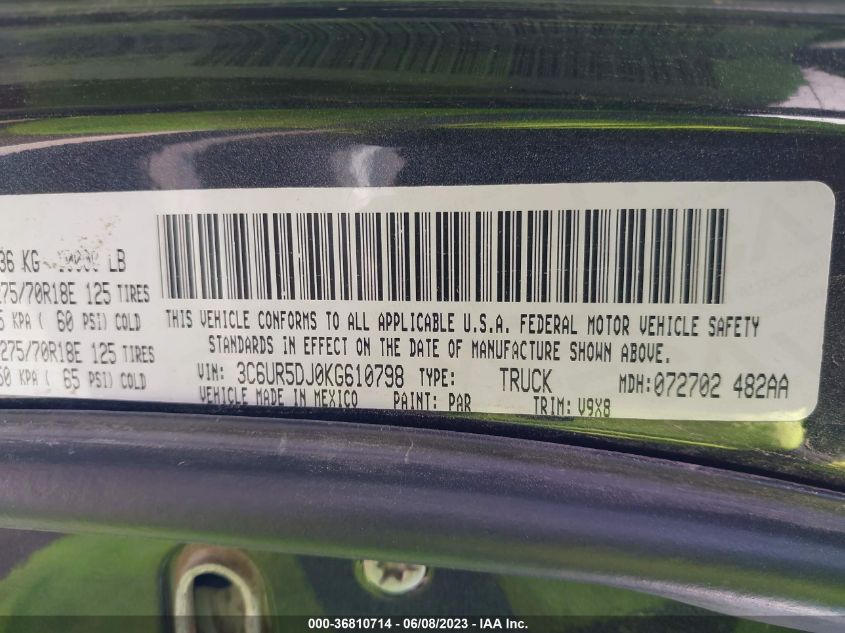 36 KG LB
275/70R18E 125 TIRES
5 KPA ( 60 PSI) COLD
275/70R18E 125 TIRES
50 KPA ( 65 PSI) COLD
THIS VEHICLE CONFORMS TO ALL APPLICABLE U.S.A. FEDERAL MOTOR VEHICLE SAFETY
STANDARDS IN EFFECT ON THE DATE OF MANUFACTURE SHOWN ABOVE.
VIN: 3C6UR5DJ0KG610798 TYPE: TRUCK MDH:072702 482AA
VEHICLE MADE IN MEXICO PAINT: PAR TRIM: V9X8
000-36810714 - 06/08/2023 - IAA